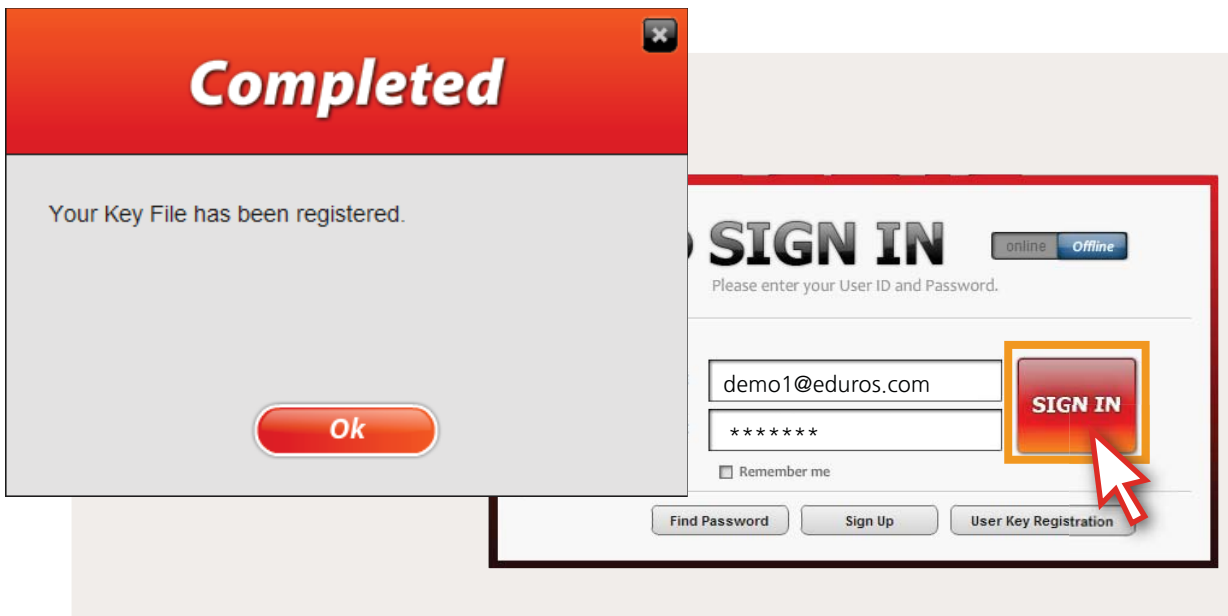 Completed
Your Key File has been registered.
Ok
SIGN IN
online Offline
Please enter your User ID and Password.
demo1@eduros.com
*******
SIGN IN
Remember me
Find Password Sign Up User Key Registration